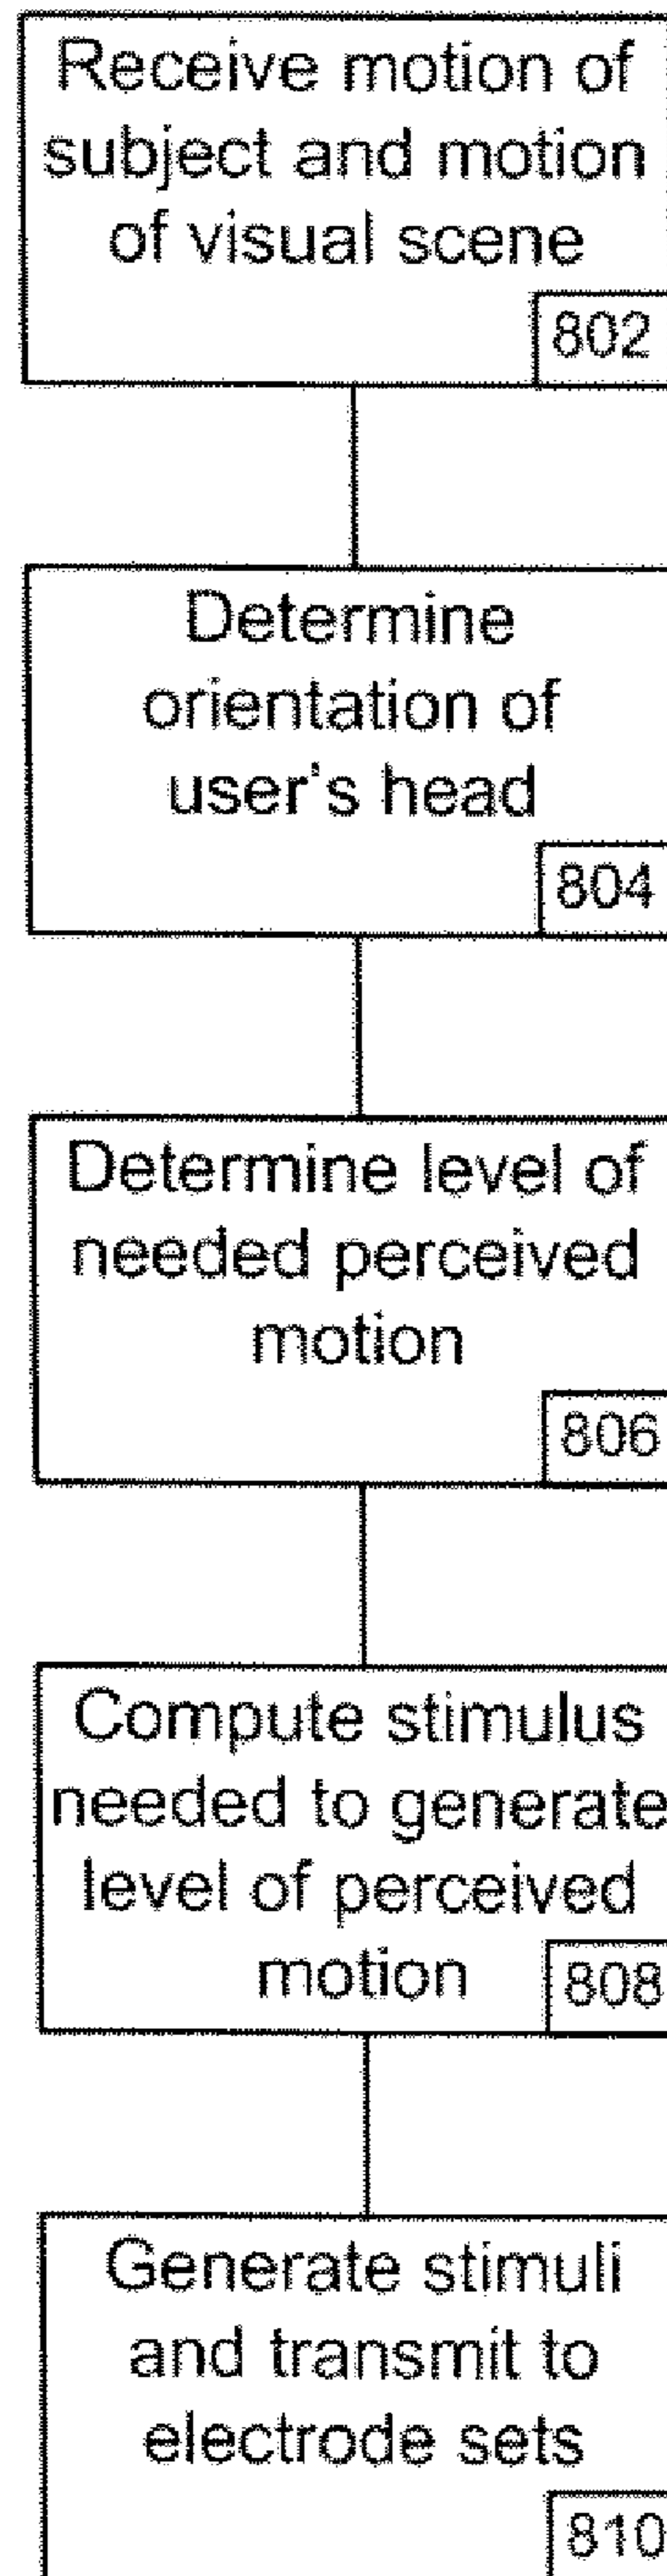 Receive motion of
subject and motion
of visual scene
802
Determine
orientation of
user's head
804
Determine level of
needed perceived
motion
806
Compute stimulus
needed to generate
level of perceived
motion
808
Generate stimuli
and transmit to
electrode sets
810